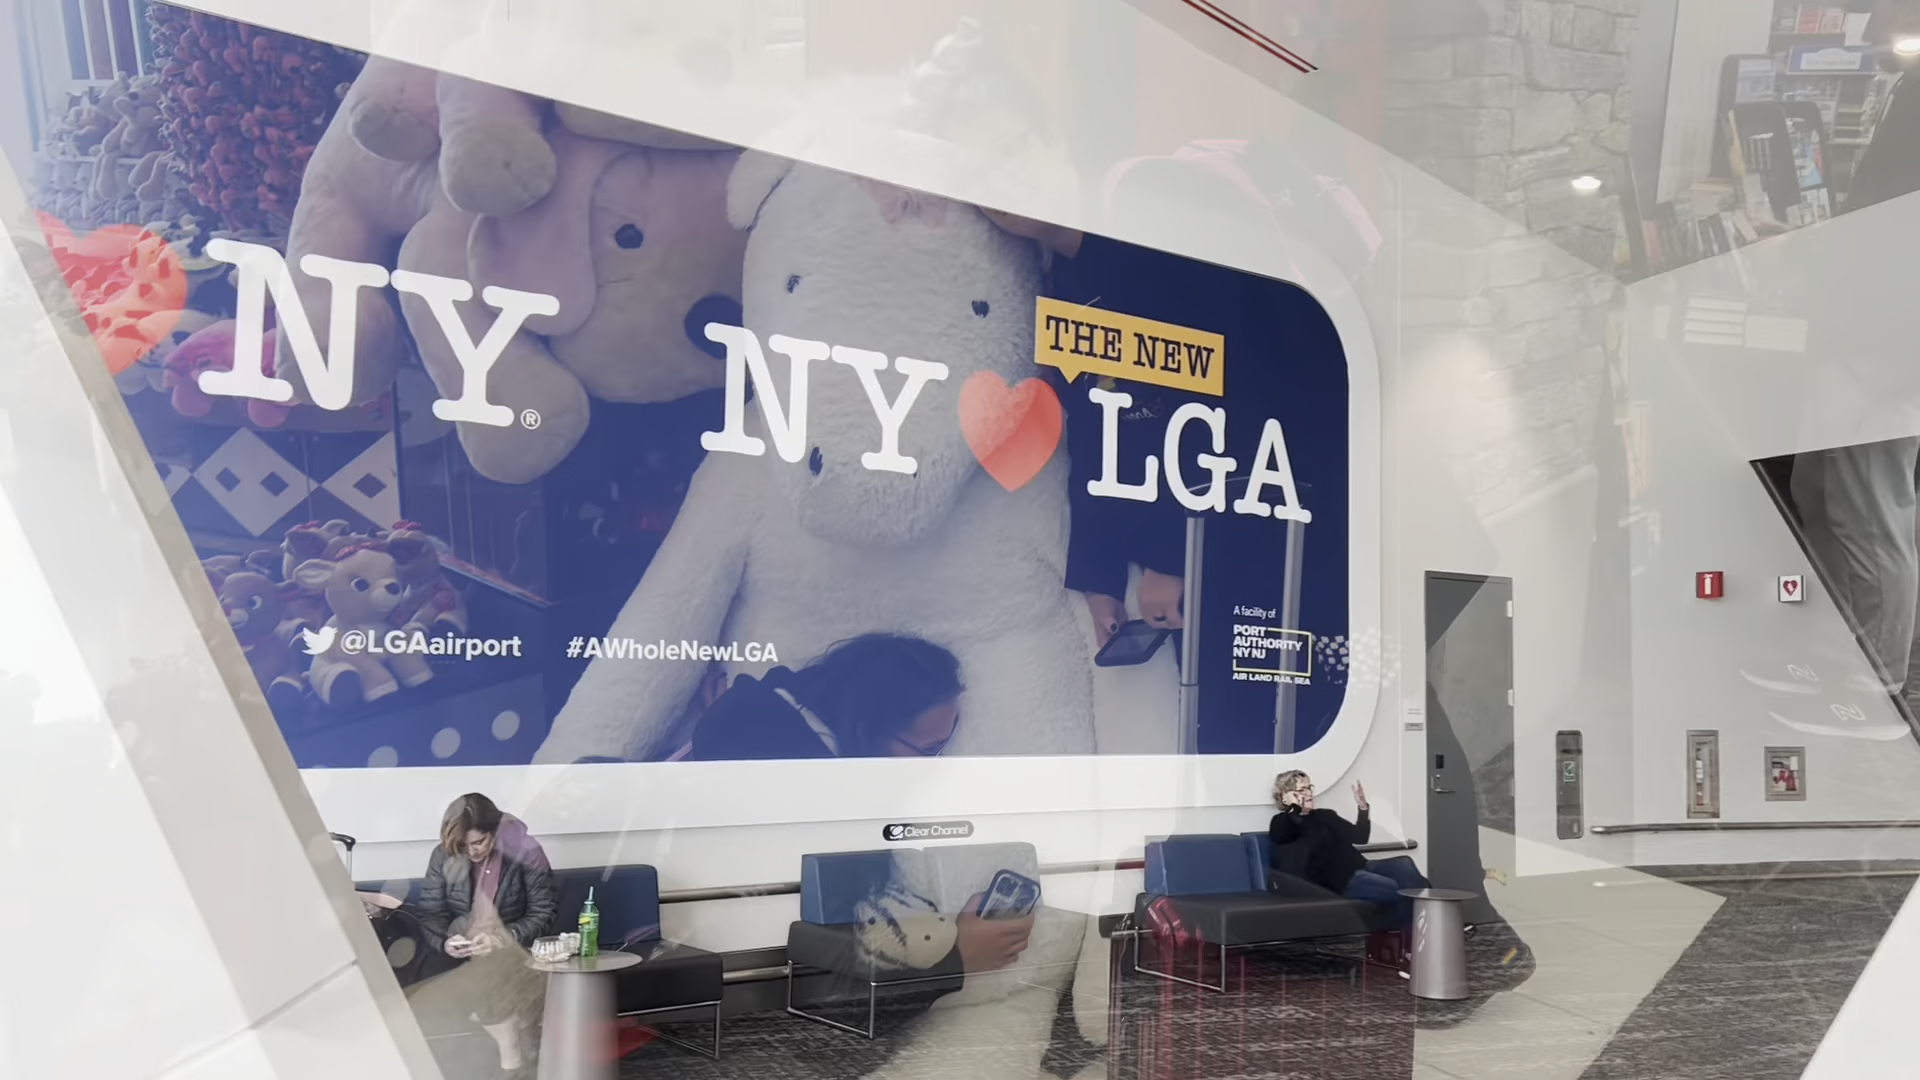 NY®
NY
THE NEW
LGA
@LGAairport
#AWholeNewLGA
A facility of
PORT
AUTHORITY
NY NJ
AIR LAND RAIL SEA
Clear Channel